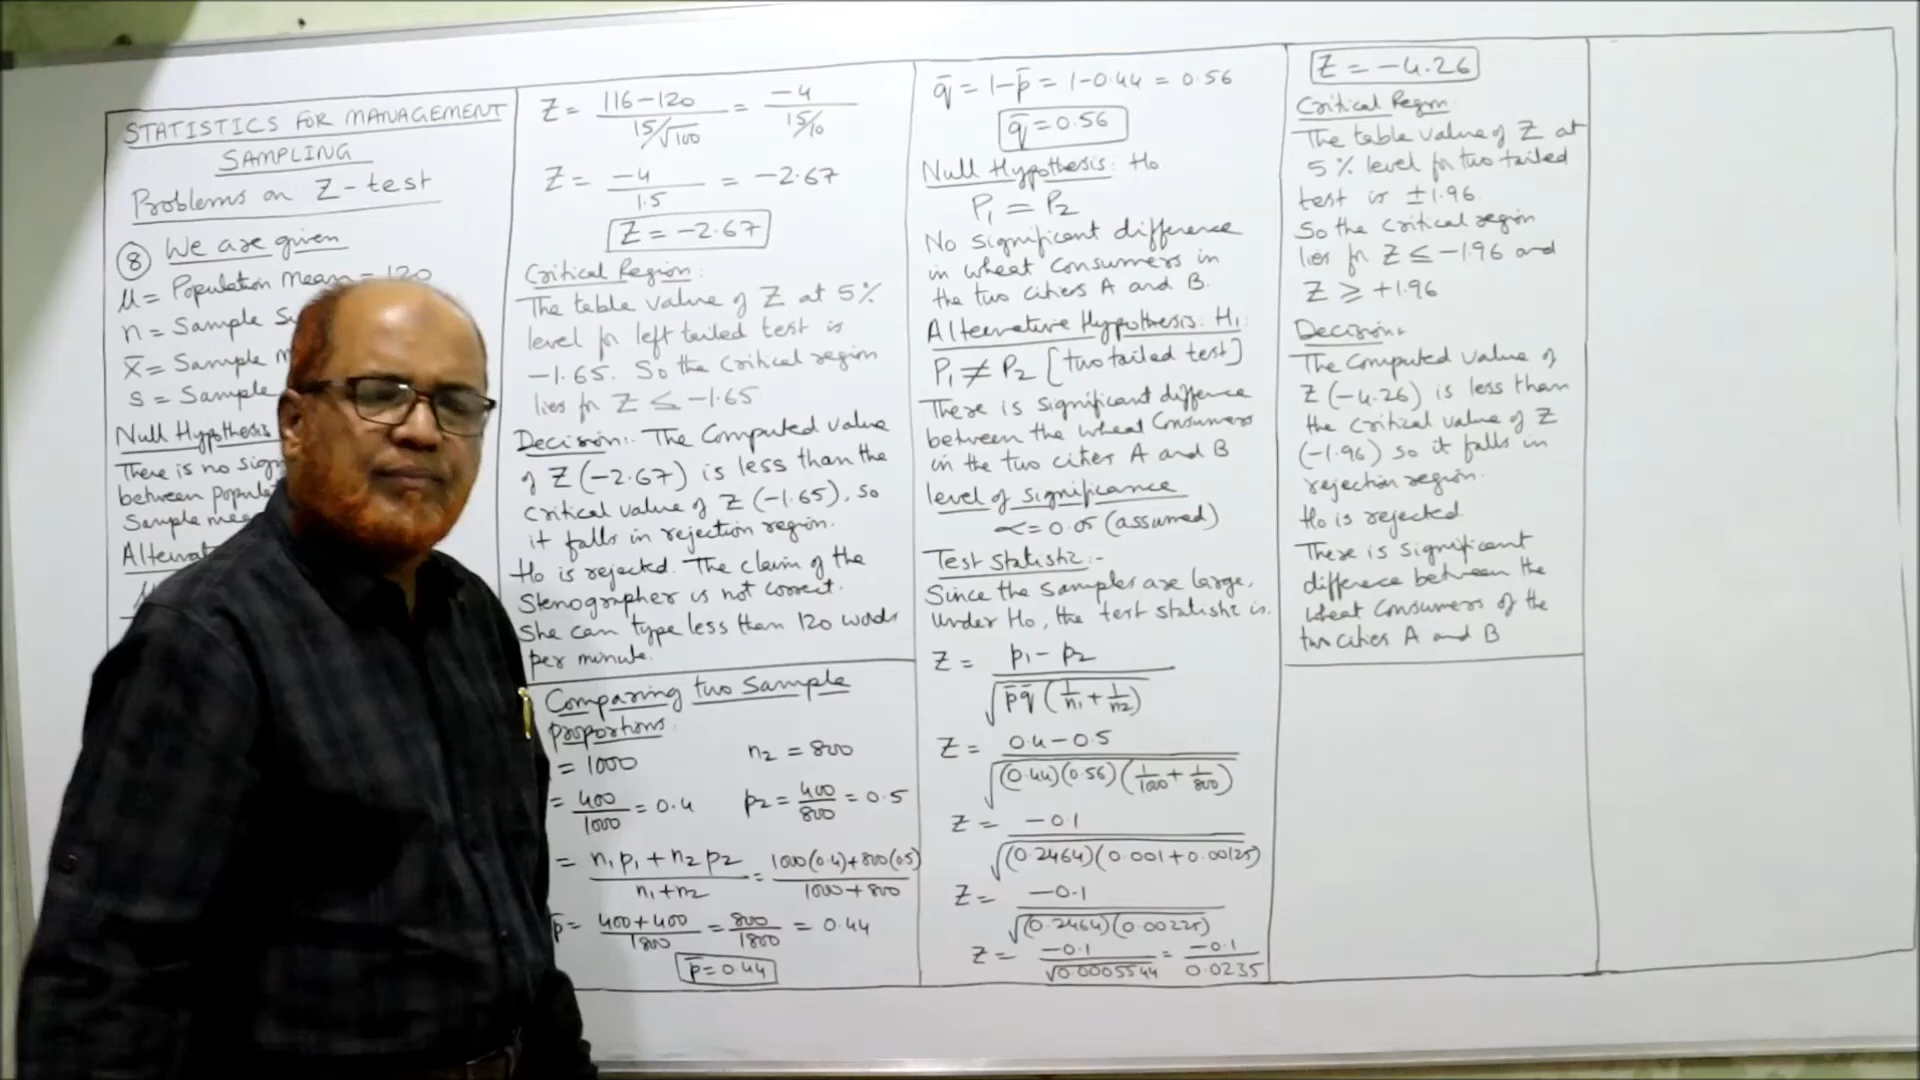 STATISTICS FOR MANAGEMENT
SAMPLING
Problems on Z-test
⑧ We are given
μ = Population Mean = 120
n = Sample
x̄ = Sample
s = Sample
Null Hypothesis
There is no
between
Sample
μ
Z = (116-120)/(15/√100) = -4/(15/10)
Z = -4/1.5 = -2.67
Z = -2.67
Critical Region:
The table value of Z at 5%
level for left tailed test is
-1.65. So the critical region
lies for Z ≤ -1.65
Decision:- The computed value
of Z (-2.67) is less than the
critical value of Z (-1.65), so
it falls in rejection region.
Ho is rejected. The claim of the
Stenographer is not correct.
She can type less then 120 words
per minute.
Comparing two Sample
proportions:
= 1000 n2 = 800
= 400/1000 = 0.4 p2 = 400/800 = 0.5
= (n1p1 + n2p2)/(n1+n2) = (1000(0.4)+800(0.5))/(1000+800)
p̄ = (400+400)/1800 = 800/1800 = 0.44
p̄ = 0.44
q̄ = 1-p̄ = 1-0.44 = 0.56
q̄ = 0.56
Null Hypothesis: Ho
P1 = P2
No significant difference
in wheat consumers in
the two cities A and B.
Alternative Hypothesis: H1:
P1 ≠ P2 [two tailed test]
There is significant
between the wheat Consumers
in the two cities A and B
level of significance
α = 0.05 (assumed)
Test Statistic:-
Since the samples are large,
Under Ho, the test statistic is.
Z = (p1 - p2)/√(p̄q̄(1/n1 + 1/n2))
Z = (0.4-0.5)/√((0.44)(0.56)(1/1000 + 1/800))
Z = -0.1/√((0.2464)(0.001+0.00125))
Z = -0.1/√((0.2464)(0.00225))
Z = -0.1/√0.0005544 = -0.1/0.0235
Z = -4.26
Critical Region
The table value of Z at
5% level for two tailed
test is ±1.96
So the critical region
lies for Z ≤ -1.96 and
Z ≥ +1.96
Decision:-
The computed value of
Z (-4.26) is less than
the critical value of Z
(-1.96) so it falls in
rejection region.
Ho is rejected
There is significant
difference between the
wheat consumers of the
two cities A and B